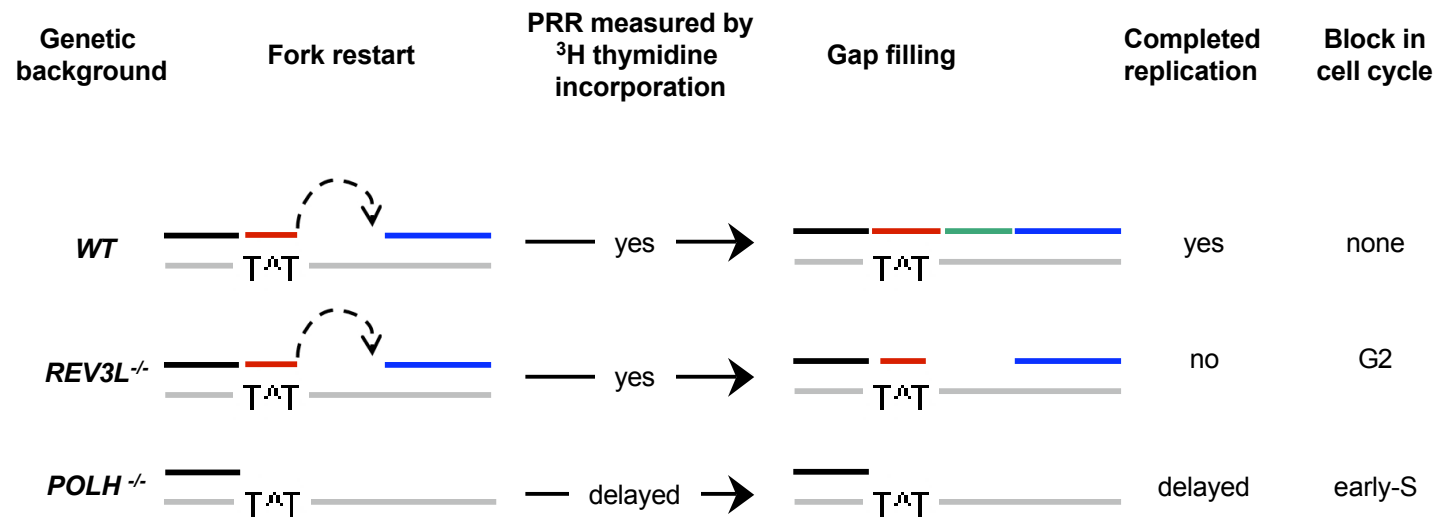 Genetic background
Fork restart
PRR measured by ³H thymidine incorporation
Gap filling
Completed replication
Block in cell cycle
WT
T^T
yes
T^T
yes
none
REV3L-/-
T^T
yes
T^T
no
G2
POLH -/-
T^T
delayed
T^T
delayed
early-S